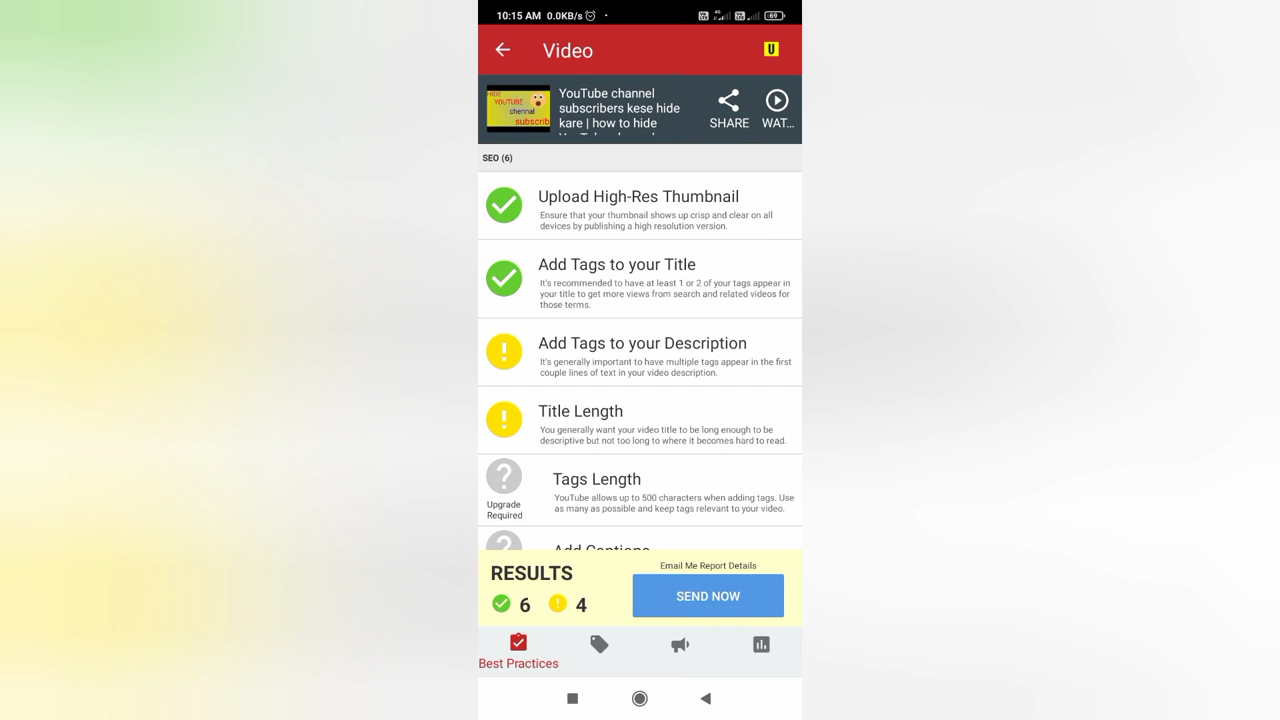 10:15 AM 0.0KB/s
4G
69
Video
U
HIDE
YOUTUBE
chennal
subscrib
YouTube channel
subscribers kese hide
kare | how to hide
SHARE
WAT...
SEO (6)
Upload High-Res Thumbnail
Ensure that your thumbnail shows up crisp and clear on all
devices by publishing a high resolution version.
Add Tags to your Title
It's recommended to have at least 1 or 2 of your tags appear in
your title to get more views from search and related videos for
those terms.
Add Tags to your Description
It's generally important to have multiple tags appear in the first
couple lines of text in your video description.
Title Length
You generally want your video title to be long enough to be
descriptive but not too long to where it becomes hard to read.
Upgrade
Required
Tags Length
YouTube allows up to 500 characters when adding tags. Use
as many as possible and keep tags relevant to your video.
Add Captions
RESULTS
6 4
Email Me Report Details
SEND NOW
Best Practices